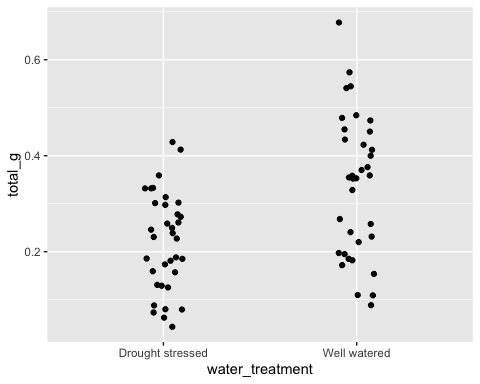 0.6
0.4
0.2
total_g
Drought stressed
Well watered
water_treatment